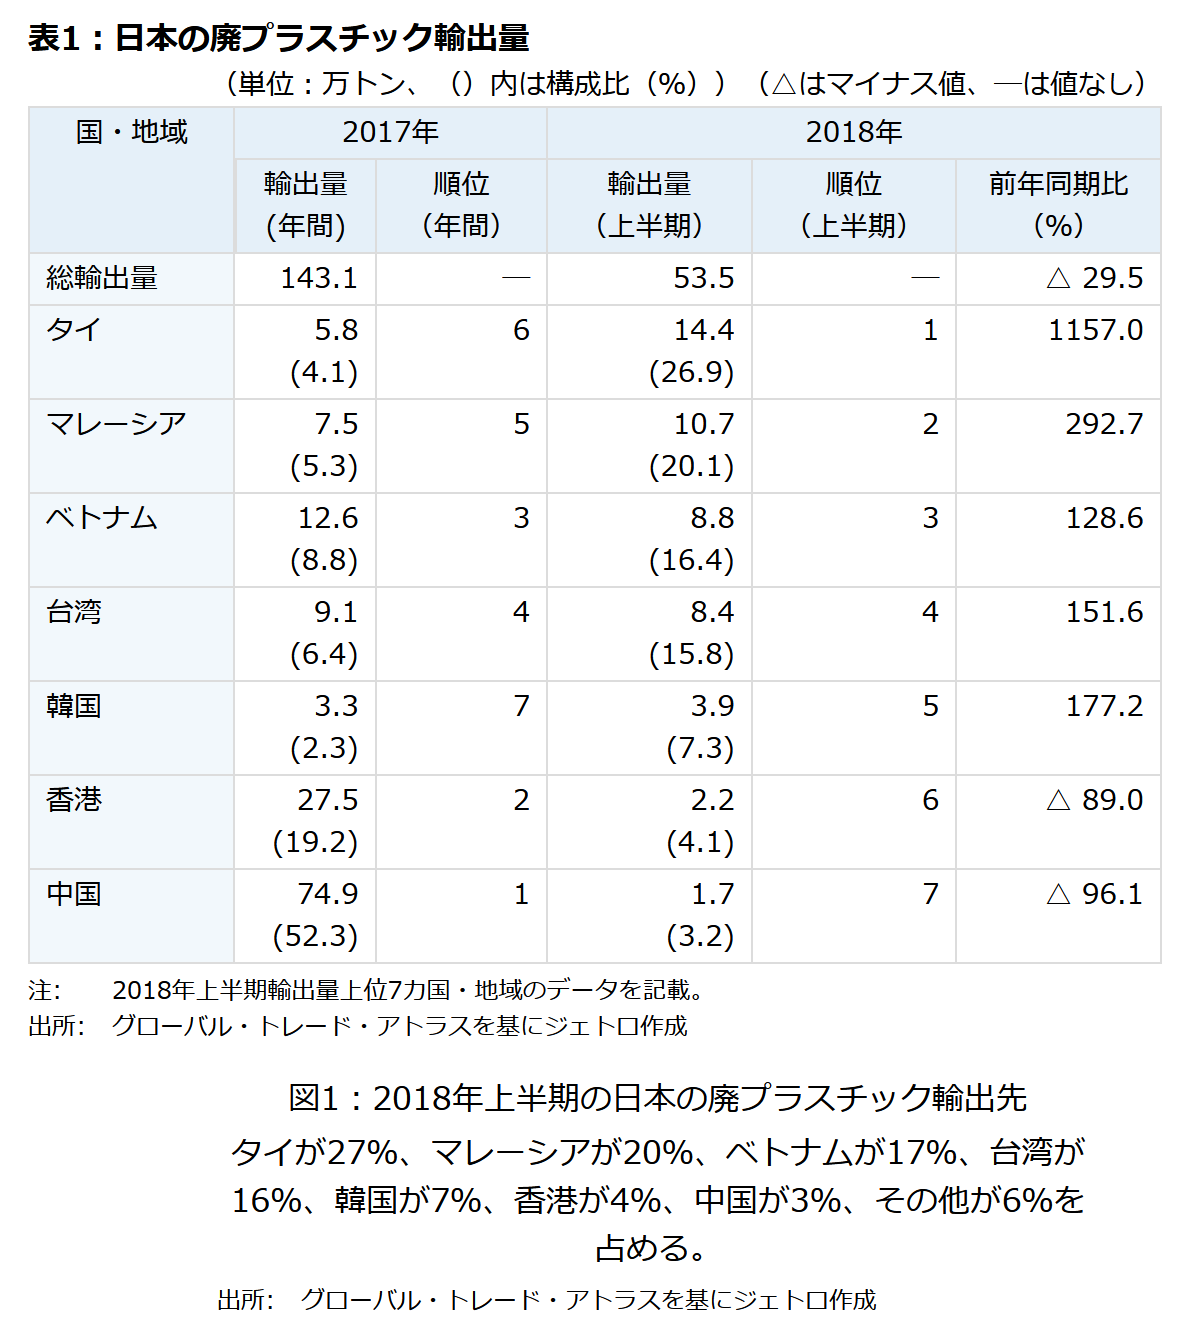 表1：日本の廃プラスチック輸出量
（単位：万トン、（）内は構成比（%））（△はマイナス値、―は値なし）
国・地域 2017年 2018年
輸出量 順位 輸出量 順位 前年同期比
(年間) （年間） （上半期） （上半期） （%）
総輸出量 143.1 ― 53.5 ― △ 29.5
タイ 5.8 6 14.4 1 1157.0
(4.1) (26.9)
マレーシア 7.5 5 10.7 2 292.7
(5.3) (20.1)
ベトナム 12.6 3 8.8 3 128.6
(8.8) (16.4)
台湾 9.1 4 8.4 4 151.6
(6.4) (15.8)
韓国 3.3 7 3.9 5 177.2
(2.3) (7.3)
香港 27.5 2 2.2 6 △ 89.0
(19.2) (4.1)
中国 74.9 1 1.7 7 △ 96.1
(52.3) (3.2)
注: 2018年上半期輸出量上位7カ国・地域のデータを記載。
出所: グローバル・トレード・アトラスを基にジェトロ作成
図1：2018年上半期の日本の廃プラスチック輸出先
タイが27%、マレーシアが20%、ベトナムが17%、台湾が
16%、韓国が7%、香港が4%、中国が3%、その他が6%を
占める。
出所: グローバル・トレード・アトラスを基にジェトロ作成